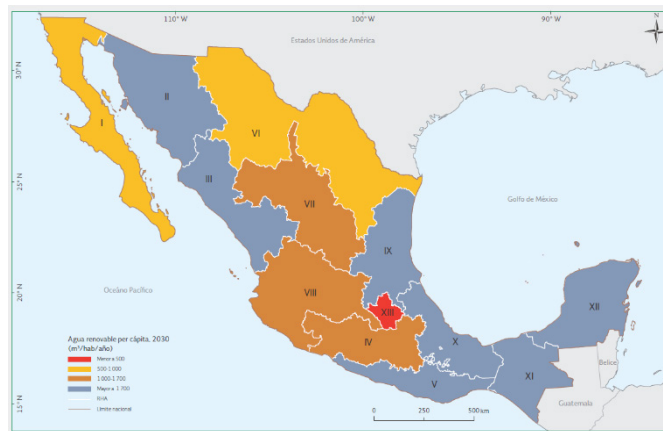 110°W
100°W
90°W
Estados Unidos de América
30°N
25°N
20°N
15°N
I
II
III
VI
VII
IX
VIII
XIII
IV
X
V
XI
XII
Golfo de México
Océano Pacífico
Belice
Guatemala
Agua renovable per cápita, 2030
(m³/hab/año)
Menor a 500
500-1 000
1 000-1 700
Mayor a 1 700
RHA
Límite nacional
0 250 500 km